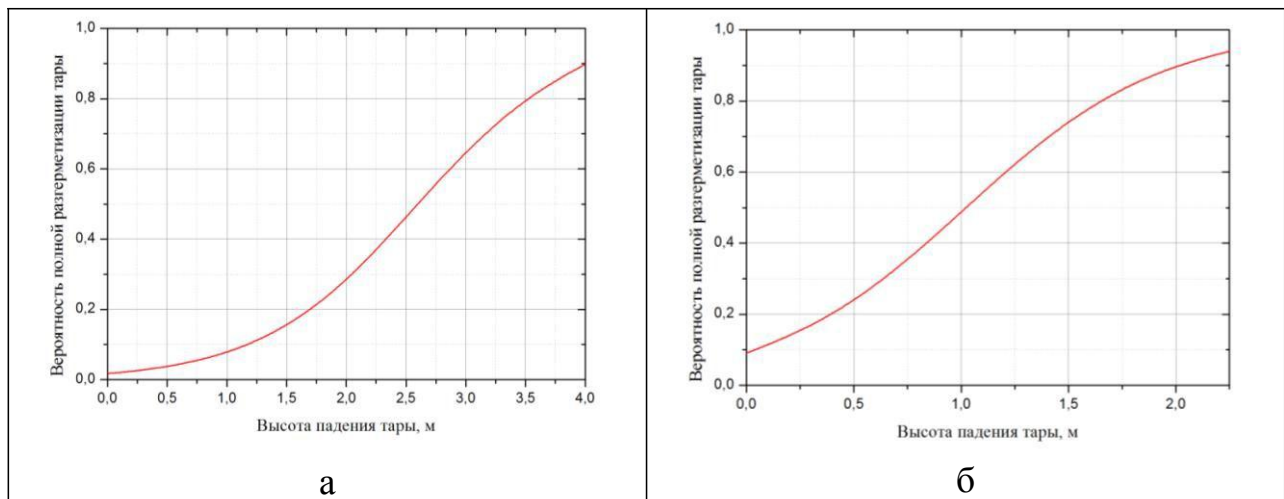 Вероятность полной разгерметизации тары
1,0
0,8
0,6
0,4
0,2
0,0
0,0 0,5 1,0 1,5 2,0 2,5 3,0 3,5 4,0
Высота падения тары, м
а
Вероятность полной разгерметизации тары
1,0
0,8
0,6
0,4
0,2
0,0
0,0 0,5 1,0 1,5 2,0
Высота падения тары, м
б